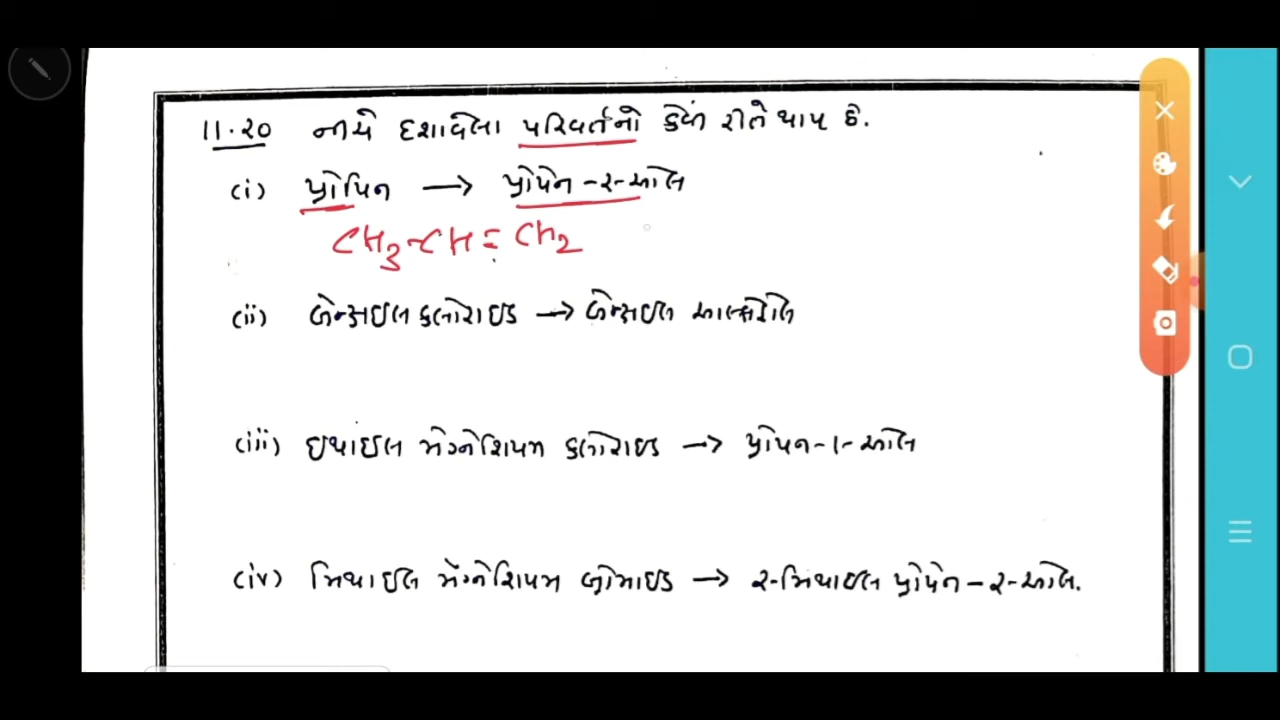 11.20 નીચે દર્શાવેલા પરિવર્તનો કેવી રીતે થાય છે.
(i) પ્રોપિન → પ્રોપેન-2-ઓલ
CH3-CH=CH2
(ii) બેન્ઝાઇલ ક્લોરાઇડ → બેન્ઝાઇલ આલ્કોહોલ
(iii) ઇથાઇલ મેગ્નેશિયમ ક્લોરાઇડ → પ્રોપેન-1-ઓલ
(iv) મિથાઇલ મેગ્નેશિયમ બ્રોમાઇડ → 2-મિથાઇલ પ્રોપેન-2-ઓલ.